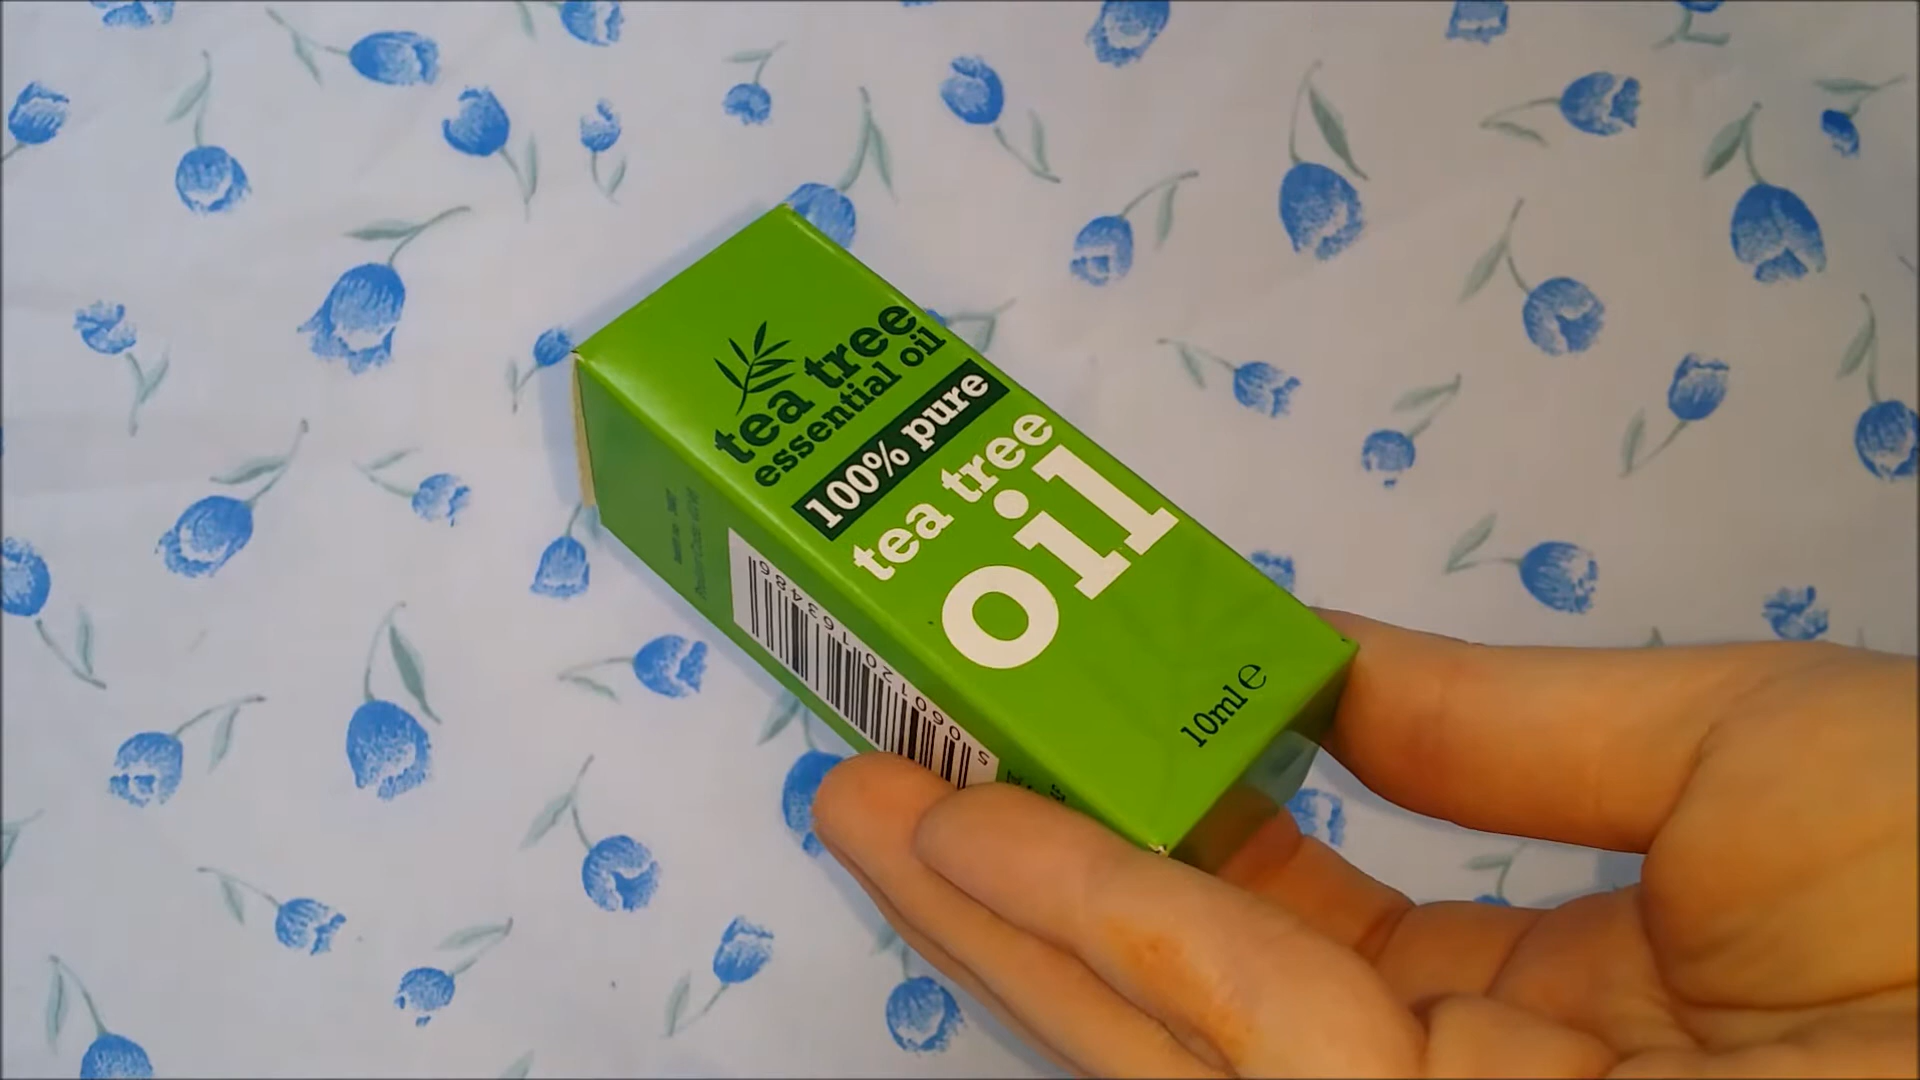 tea tree
essential oil
100% pure
tea tree
oil
10ml e
5 060120 163486